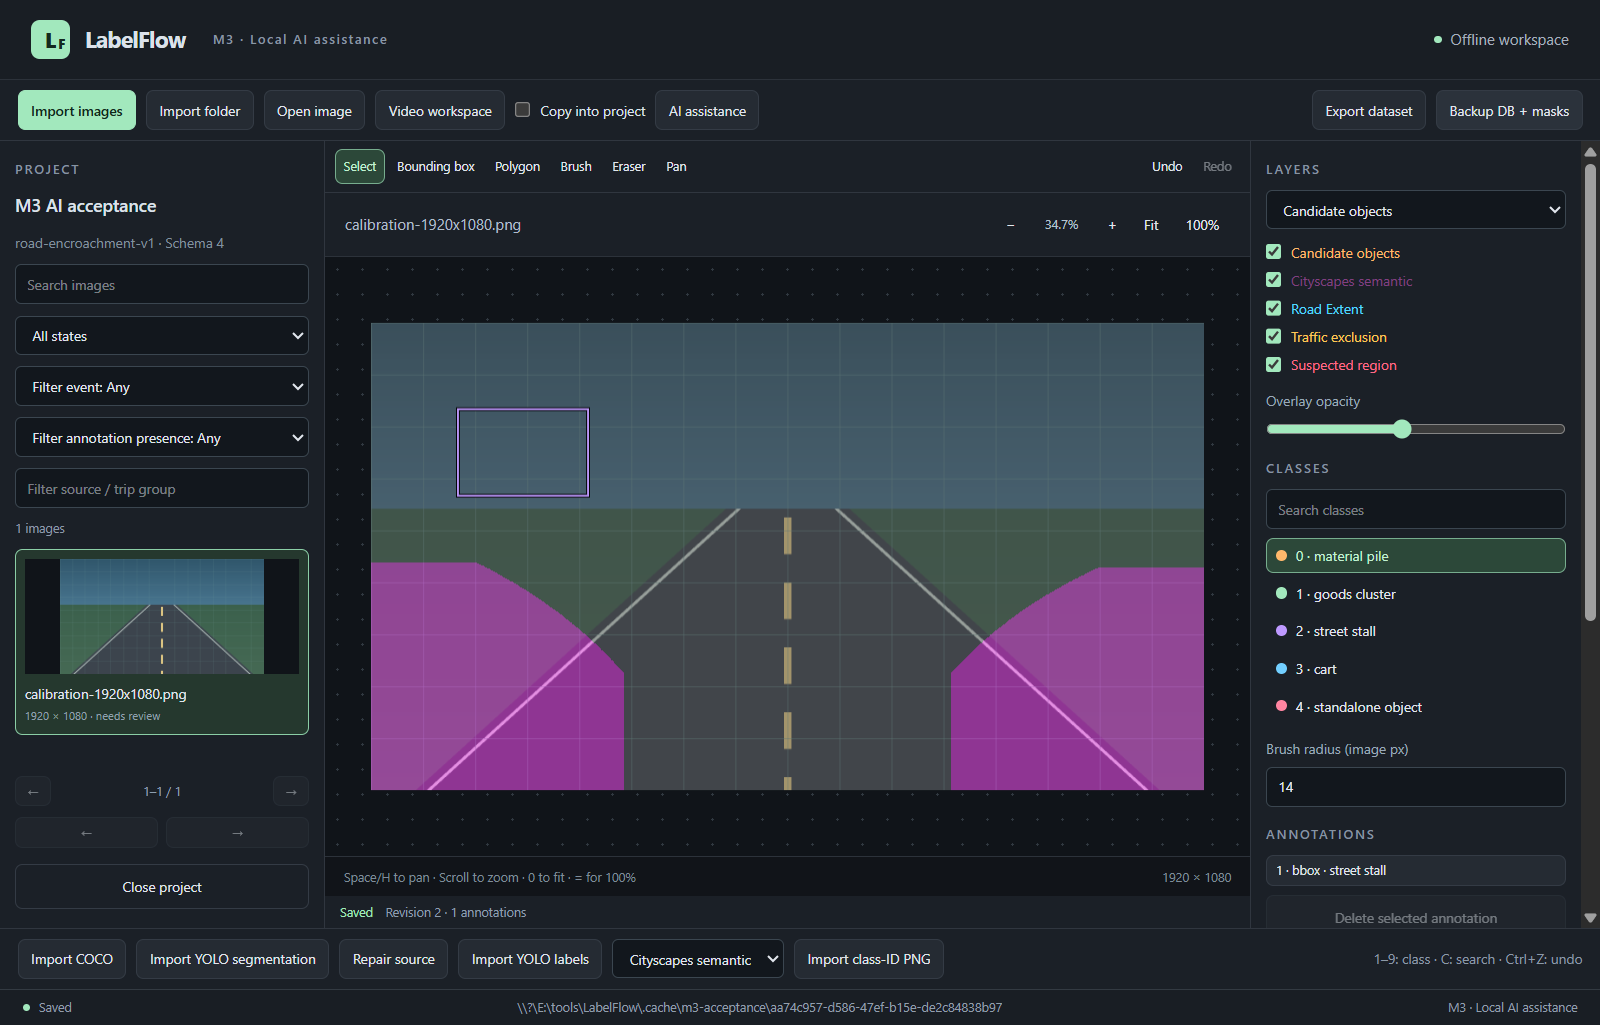 LF LabelFlow M3 · Local AI assistance
Offline workspace
Import images Import folder Open image Video workspace Copy into project AI assistance
Export dataset Backup DB + masks
PROJECT
M3 AI acceptance
road-encroachment-v1 · Schema 4
Search images
All states
Filter event: Any
Filter annotation presence: Any
Filter source / trip group
1 images
calibration-1920x1080.png
1920 × 1080 · needs review
← 1–1 / 1 →
← →
Close project
Select Bounding box Polygon Brush Eraser Pan
Undo Redo
calibration-1920x1080.png
− 34.7% + Fit 100%
Space/H to pan · Scroll to zoom · 0 to fit · = for 100%
1920 × 1080
Saved Revision 2 · 1 annotations
LAYERS
Candidate objects
Candidate objects
Cityscapes semantic
Road Extent
Traffic exclusion
Suspected region
Overlay opacity
CLASSES
Search classes
0 · material pile
1 · goods cluster
2 · street stall
3 · cart
4 · standalone object
Brush radius (image px)
14
ANNOTATIONS
1 · bbox · street stall
Delete selected annotation
Import COCO Import YOLO segmentation Repair source Import YOLO labels Cityscapes semantic Import class-ID PNG
1–9: class · C: search · Ctrl+Z: undo
Saved
\\?\E:\tools\LabelFlow\.cache\m3-acceptance\aa74c957-d586-47ef-b15e-de2c84838b97
M3 · Local AI assistance